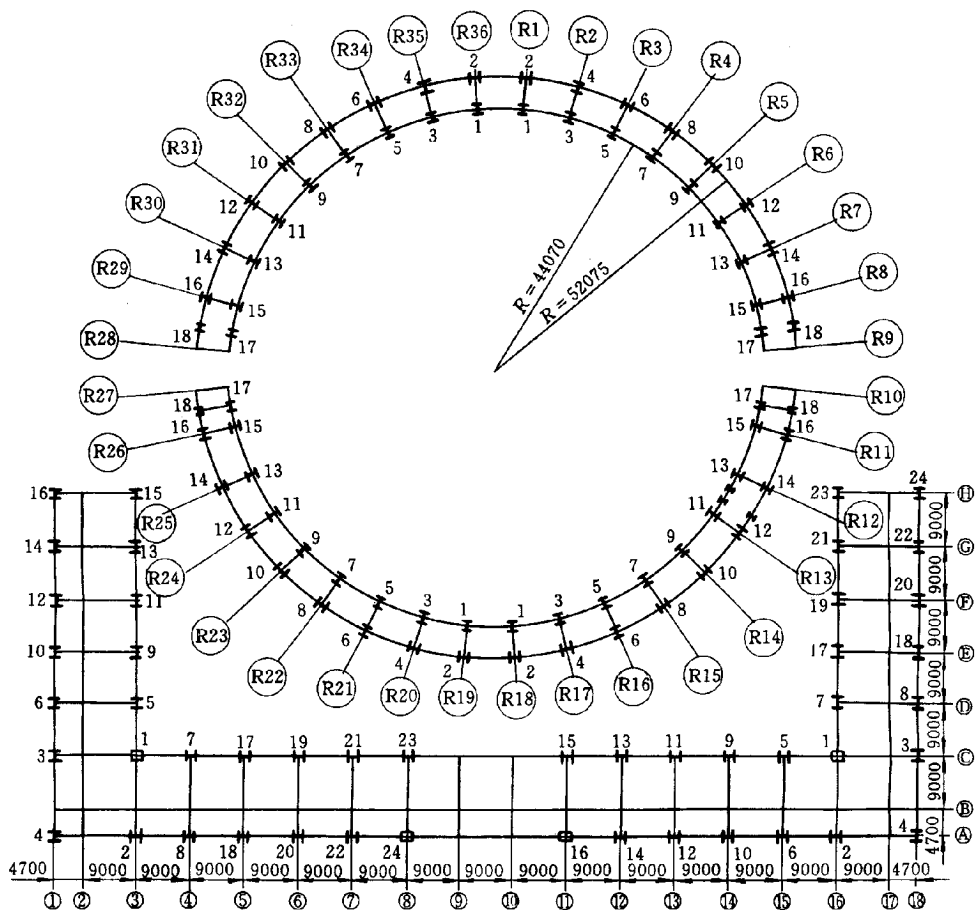 R36 R1
R35 R2
R34 R3
R33 R4
R32 R5
R31 R6
R30 R7
R29 R8
R28 R9
2 2
4 4
6 6
8 8
10 10
12 12
14 14
16 16
18 18
1 1
3 3
5 5
7 7
9 9
11 11
13 13
15 15
17 17
R=44070
R=52075
R27 R10
R26 R11
R25 R12
R24 R13
R23 R14
R22 R15
R21 R16
R20 R17
R19 R18
17 17
18 18
15 15
16 16
13 13
14 14
11 11
12 12
9 9
10 10
7 7
8 8
5 5
6 6
3 3
4 4
1 1
2 2
16 15 23 24 Ⓗ
9000
14 13 21 22 Ⓖ
9000
12 11 19 20 Ⓕ
9000
10 9 17 18 Ⓔ
9000
6 5 7 8 Ⓓ
9000
3 1 7 17 19 21 23 15 13 11 9 5 1 3 Ⓒ
9000
Ⓑ
4700
4 4 Ⓐ
2 8 18 20 22 24 16 14 12 10 6 2
4700 9000 9000 9000 9000 9000 9000 9000 9000 9000 9000 9000 9000 9000 9000 9000 4700
① ② ③ ④ ⑤ ⑥ ⑦ ⑧ ⑨ ⑩ ⑪ ⑫ ⑬ ⑭ ⑮ ⑯ ⑰ ⑱